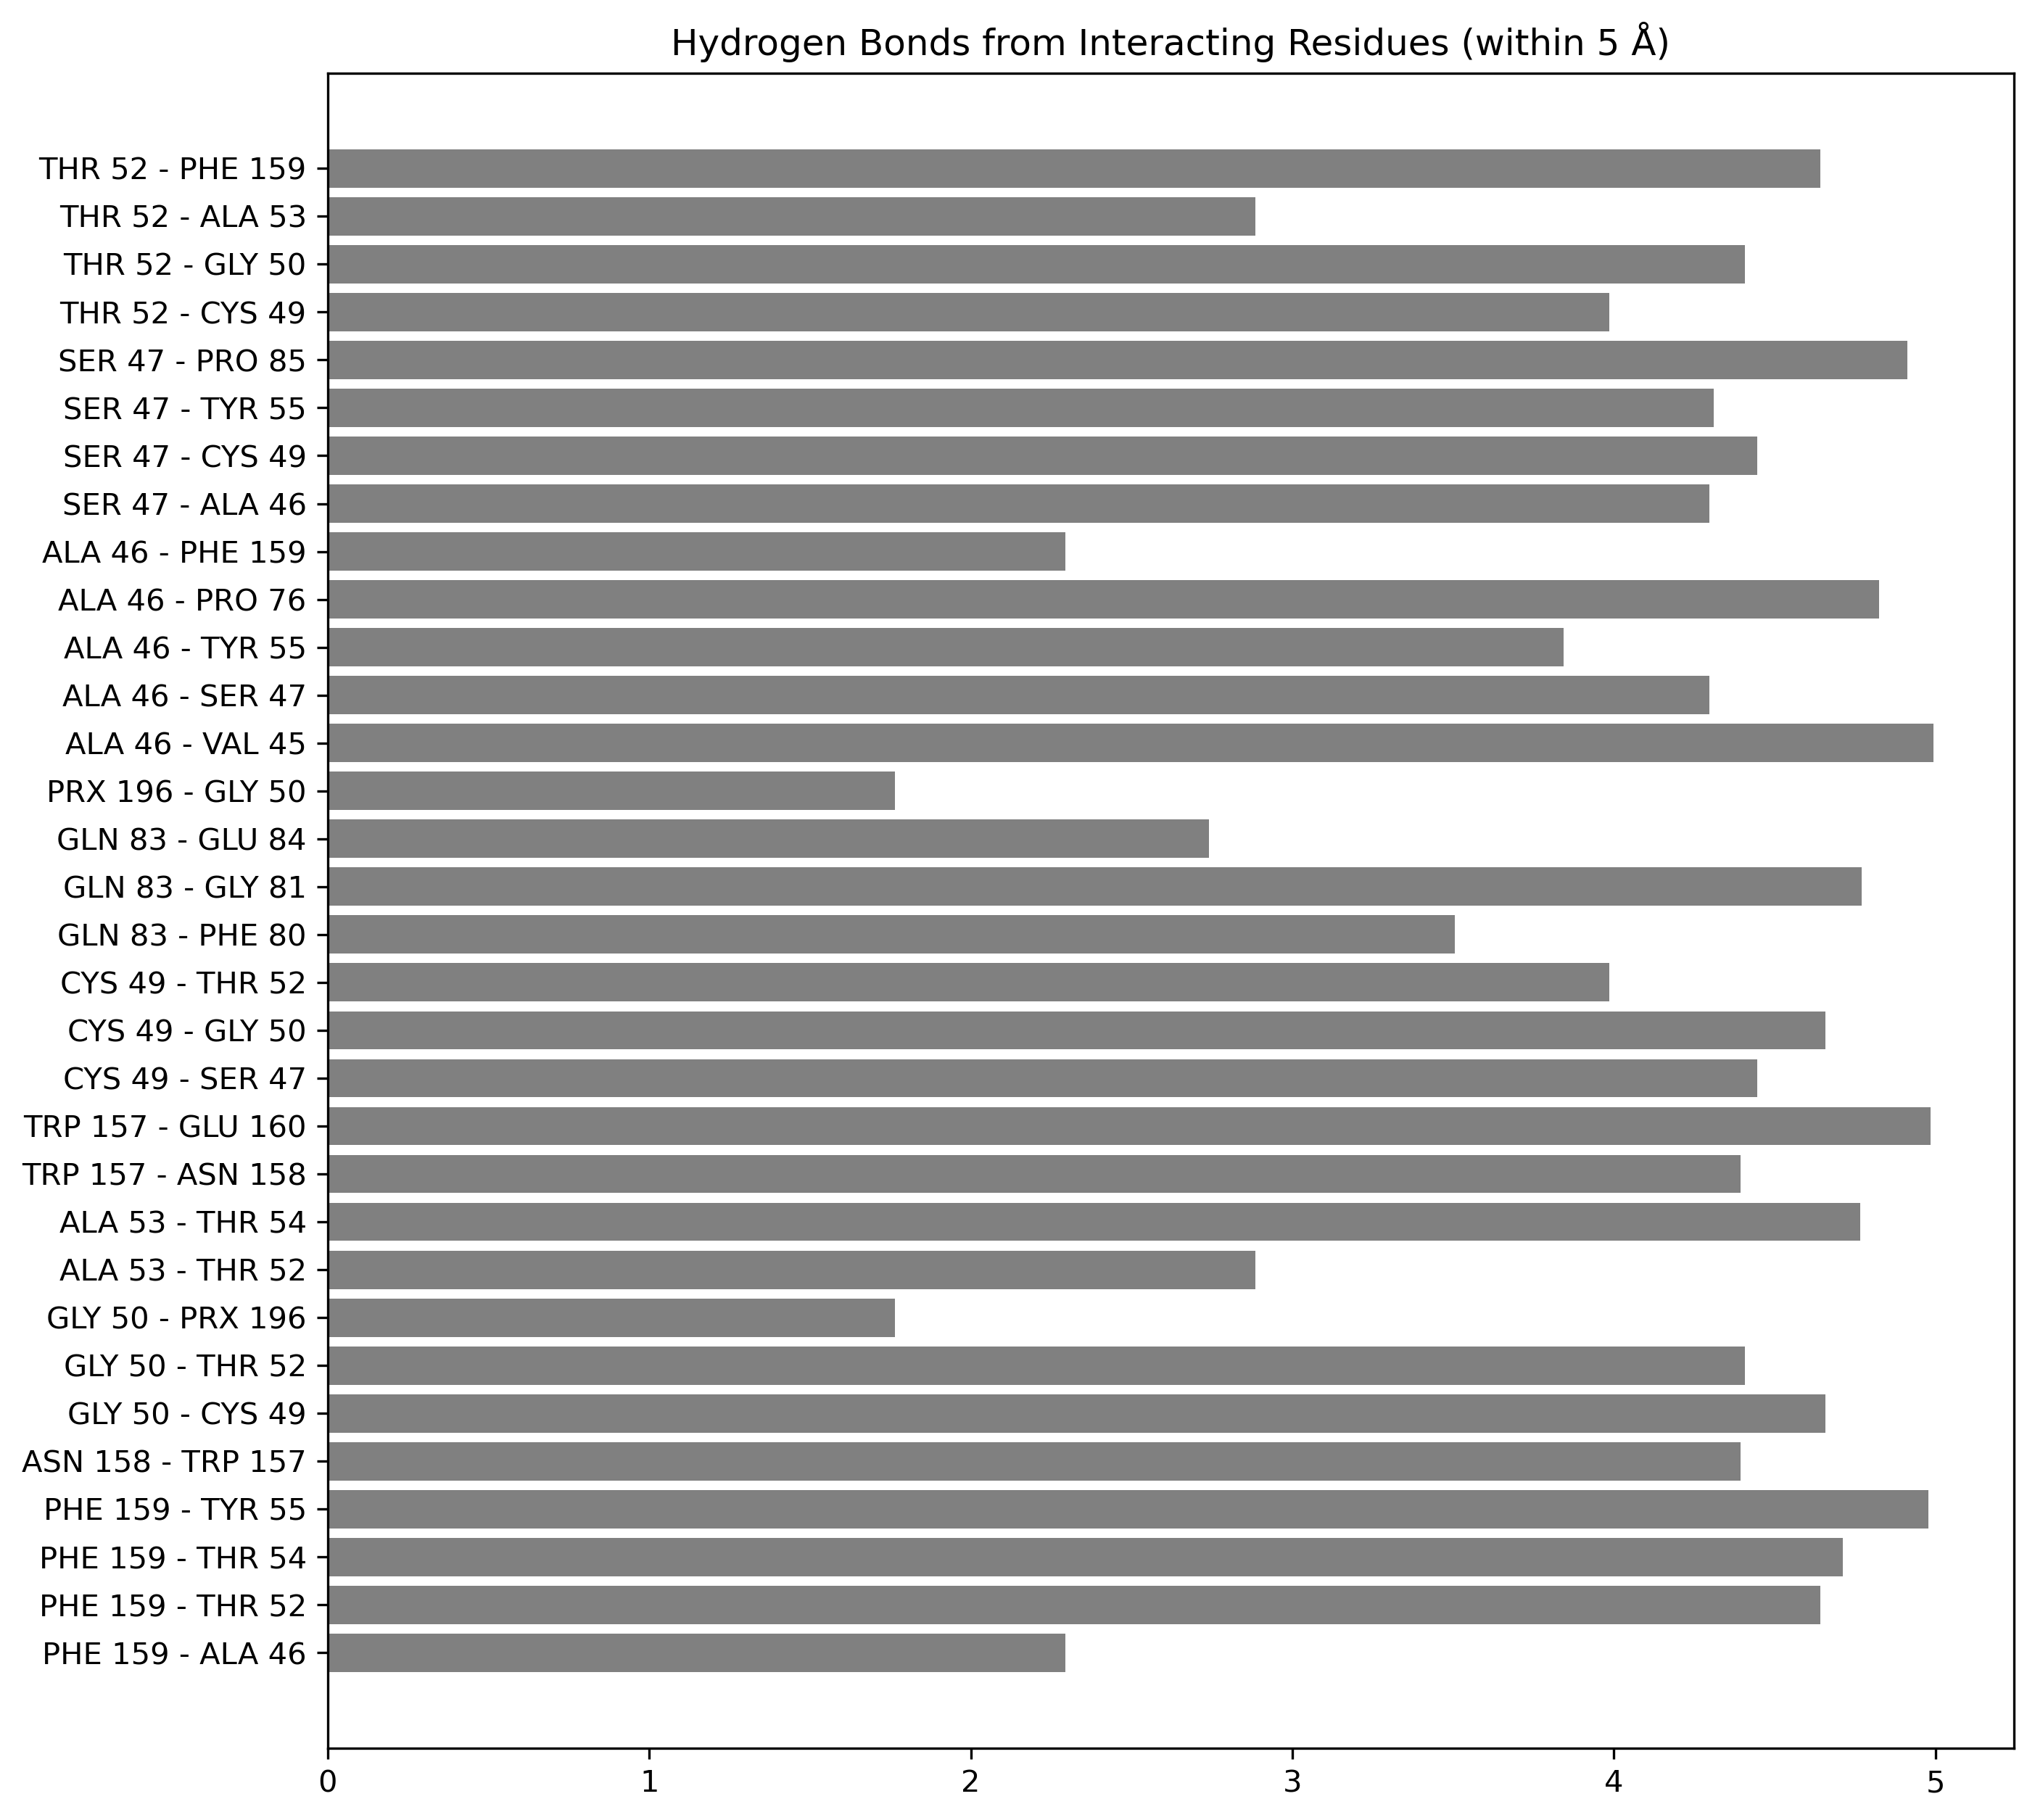 Hydrogen Bonds from Interacting Residues (within 5 Å)
THR 52 - PHE 159
THR 52 - ALA 53
THR 52 - GLY 50
THR 52 - CYS 49
SER 47 - PRO 85
SER 47 - TYR 55
SER 47 - CYS 49
SER 47 - ALA 46
ALA 46 - PHE 159
ALA 46 - PRO 76
ALA 46 - TYR 55
ALA 46 - SER 47
ALA 46 - VAL 45
PRX 196 - GLY 50
GLN 83 - GLU 84
GLN 83 - GLY 81
GLN 83 - PHE 80
CYS 49 - THR 52
CYS 49 - GLY 50
CYS 49 - SER 47
TRP 157 - GLU 160
TRP 157 - ASN 158
ALA 53 - THR 54
ALA 53 - THR 52
GLY 50 - PRX 196
GLY 50 - THR 52
GLY 50 - CYS 49
ASN 158 - TRP 157
PHE 159 - TYR 55
PHE 159 - THR 54
PHE 159 - THR 52
PHE 159 - ALA 46
0 1 2 3 4 5